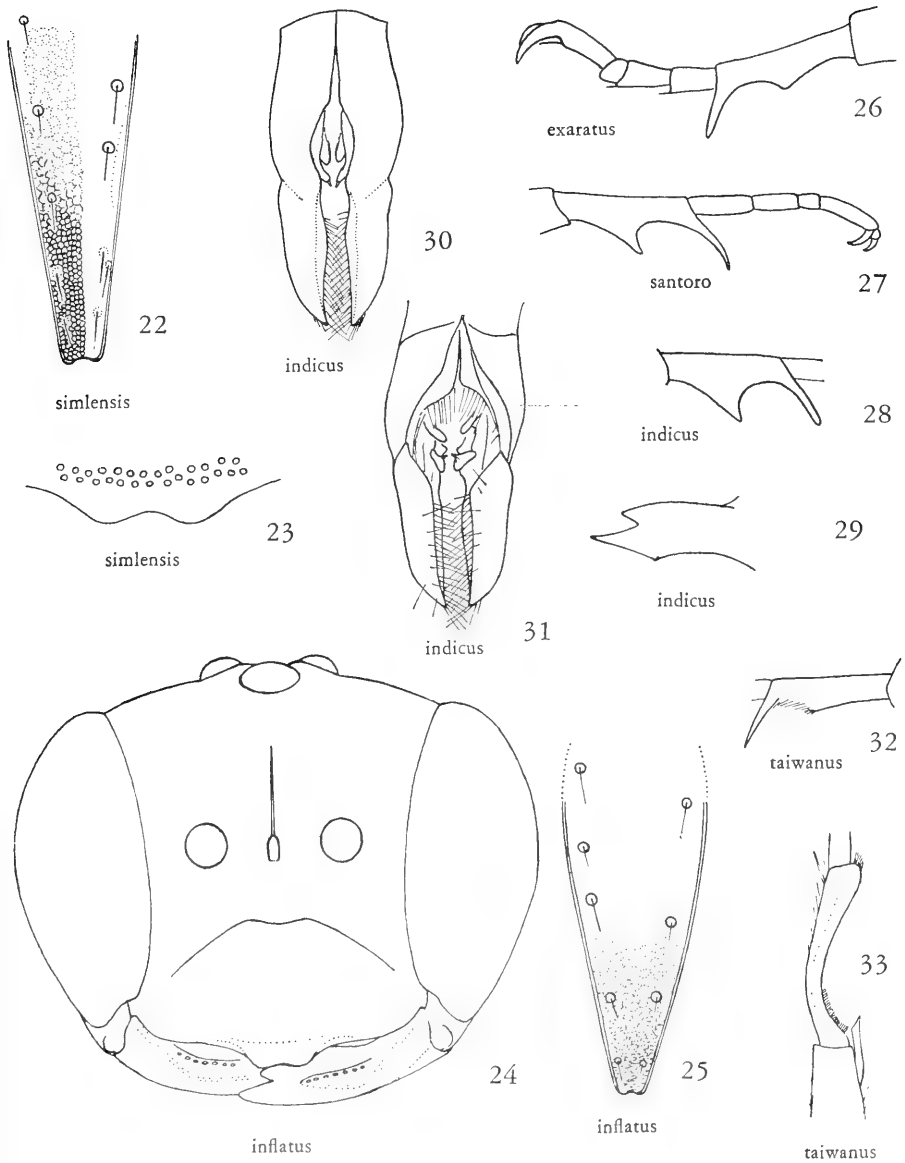 26
exaratus
30
27
santoro
22
indicus
simlensis
28
indicus
23
simlensis
29
indicus
31
indicus
32
taiwanus
33
24
25
inflatus
inflatus
taiwanus